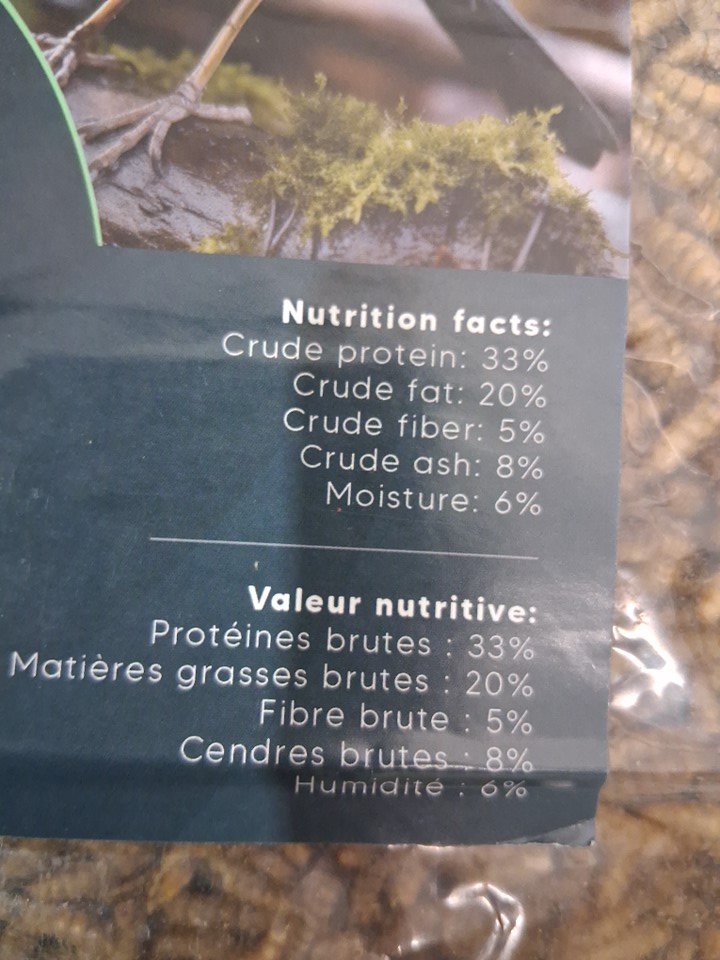 Nutrition facts:
Crude protein: 33%
Crude fat: 20%
Crude fiber: 5%
Crude ash: 8%
Moisture: 6%
Valeur nutritive:
Protéines brutes : 33%
Matières grasses brutes : 20%
Fibre brute : 5%
Cendres brutes : 8%
Humidité : 6%